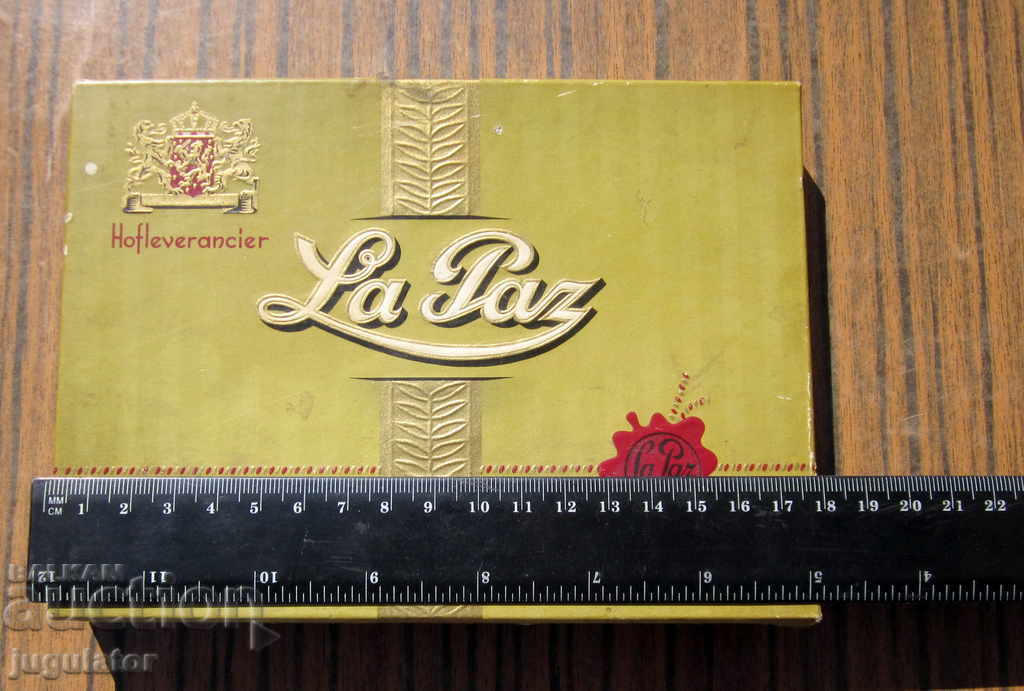 Hofleverancier
La Paz
La Paz
MM
CM 1 2 3 4 5 6 7 8 9 10 11 12 13 14 15 16 17 18 19 20 21 22
12 11 10 9 8 7 6 5 4
BALKAN
auction
jugulator